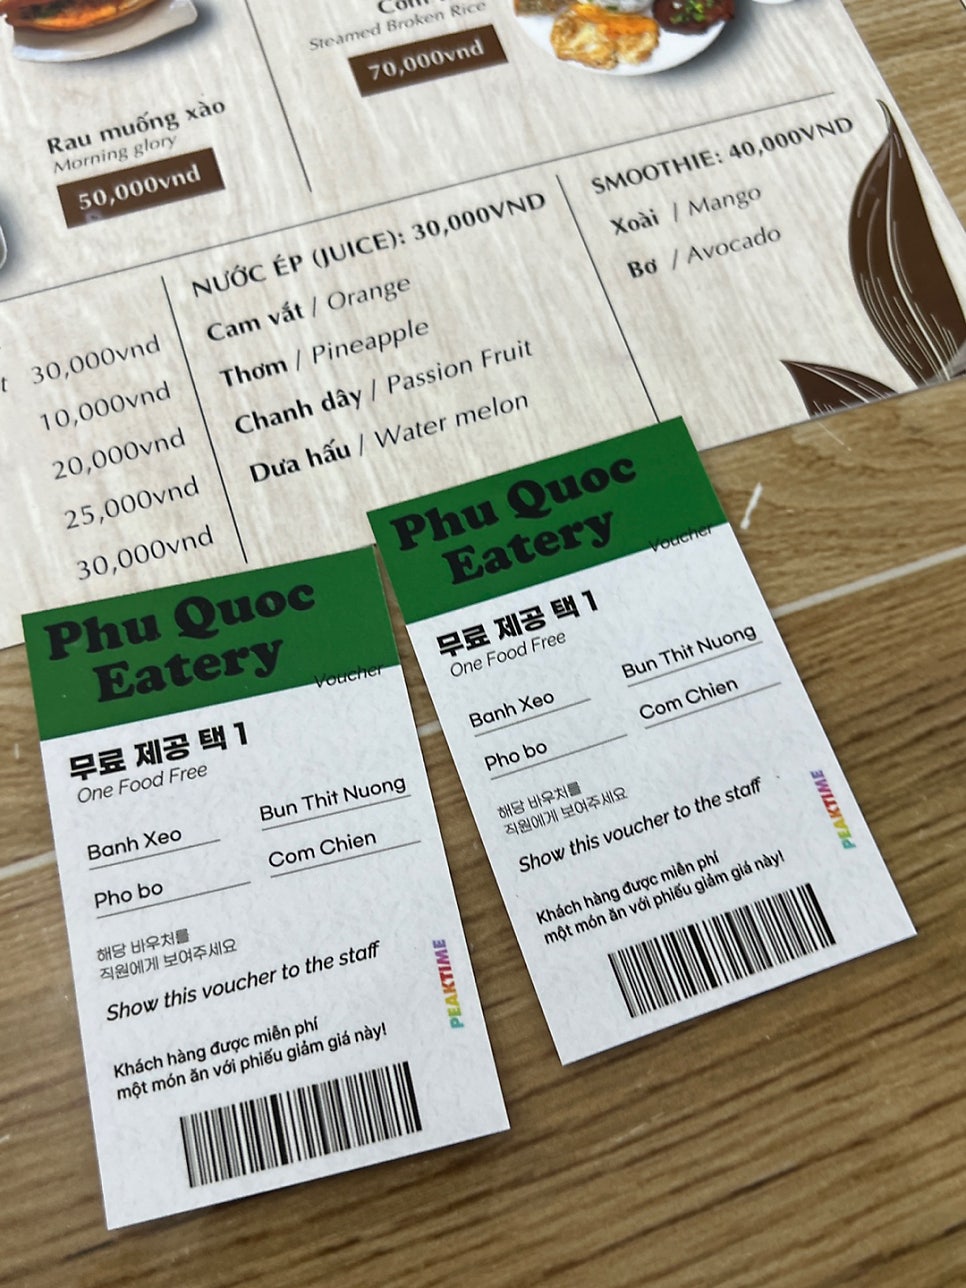 Steamed Broken Rice
70,000vnd
Rau muống xào
Morning glory
50,000vnd
30,000vnd
10,000vnd
20,000vnd
25,000vnd
30,000vnd
NƯỚC ÉP (JUICE): 30,000VND
Cam vắt / Orange
Thơm / Pineapple
Chanh dây / Passion Fruit
Dưa hấu / Water melon
SMOOTHIE: 40,000VND
Xoài / Mango
Bơ / Avocado
Phu Quoc
Eatery
Voucher
무료 제공 택 1
One Food Free
Banh Xeo
Bun Thit Nuong
Pho bo
Com Chien
해당 바우처를
직원에게 보여주세요
Show this voucher to the staff
PEAKTIME
Khách hàng được miễn phí
một món ăn với phiếu giảm giá này!
Phu Quoc
Eatery
Voucher
무료 제공 택 1
One Food Free
Banh Xeo
Bun Thit Nuong
Pho bo
Com Chien
해당 바우처를
직원에게 보여주세요
Show this voucher to the staff
PEAKTIME
Khách hàng được miễn phí
một món ăn với phiếu giảm giá này!